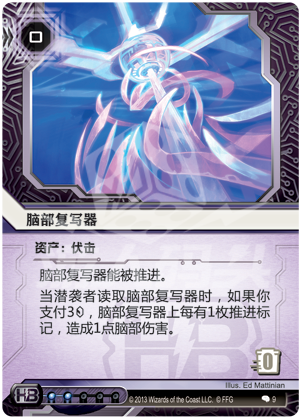 0
脑部复写器
资产：伏击
脑部复写器能被推进。
当潜袭者读取脑部复写器时，如果你
支付3，脑部复写器上每有1枚推进标
记，造成1点脑部伤害。
0
Illus. Ed Mattinian
HB
© 2013 Wizards of the Coast LLC. © FFG
9